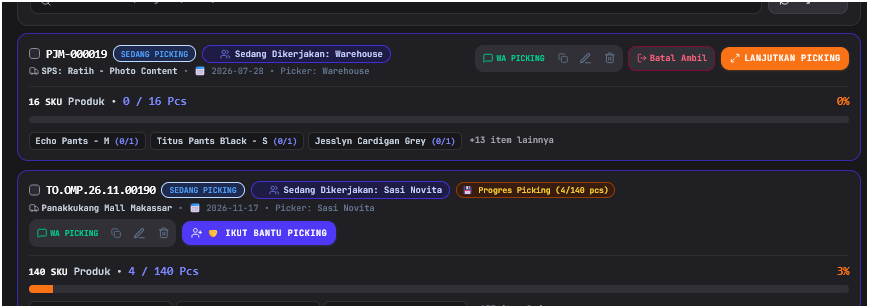 PJM-000019 SEDANG PICKING Sedang Dikerjakan: Warehouse WA PICKING Batal Ambil LANJUTKAN PICKING
SPS: Ratih - Photo Content • 2026-07-28 • Picker: Warehouse
16 SKU Produk • 0 / 16 Pcs 0%
Echo Pants - M (0/1) Titus Pants Black - S (0/1) Jesslyn Cardigan Grey (0/1) +13 item lainnya
TO.OMP.26.11.00190 SEDANG PICKING Sedang Dikerjakan: Sasi Novita Progres Picking (4/140 pcs)
Panakkukang Mall Makassar • 2026-11-17 • Picker: Sasi Novita
WA PICKING IKUT BANTU PICKING
140 SKU Produk • 4 / 140 Pcs 3%